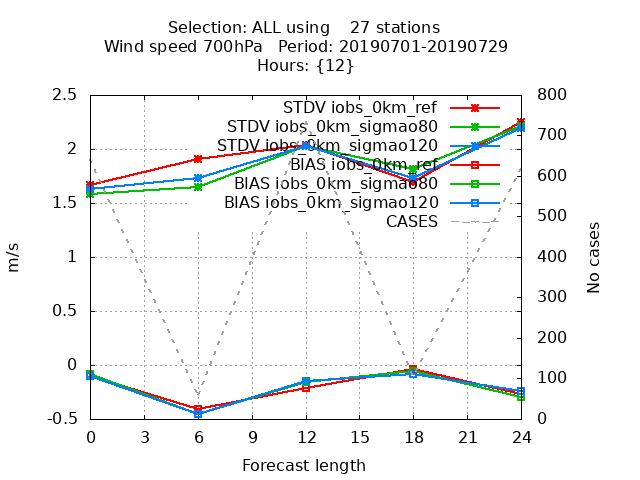 Selection: ALL using 27 stations
Wind speed 700hPa Period: 20190701-20190729
Hours: {12}
2.5
2
1.5
1
0.5
0
-0.5
m/s
STDV iobs_0km_ref
STDV iobs_0km_sigmao80
STDV iobs_0km_sigmao120
BIAS iobs_0km_ref
BIAS iobs_0km_sigmao80
BIAS iobs_0km_sigmao120
CASES
800
700
600
500
400
300
200
100
0
No cases
0 3 6 9 12 15 18 21 24
Forecast length